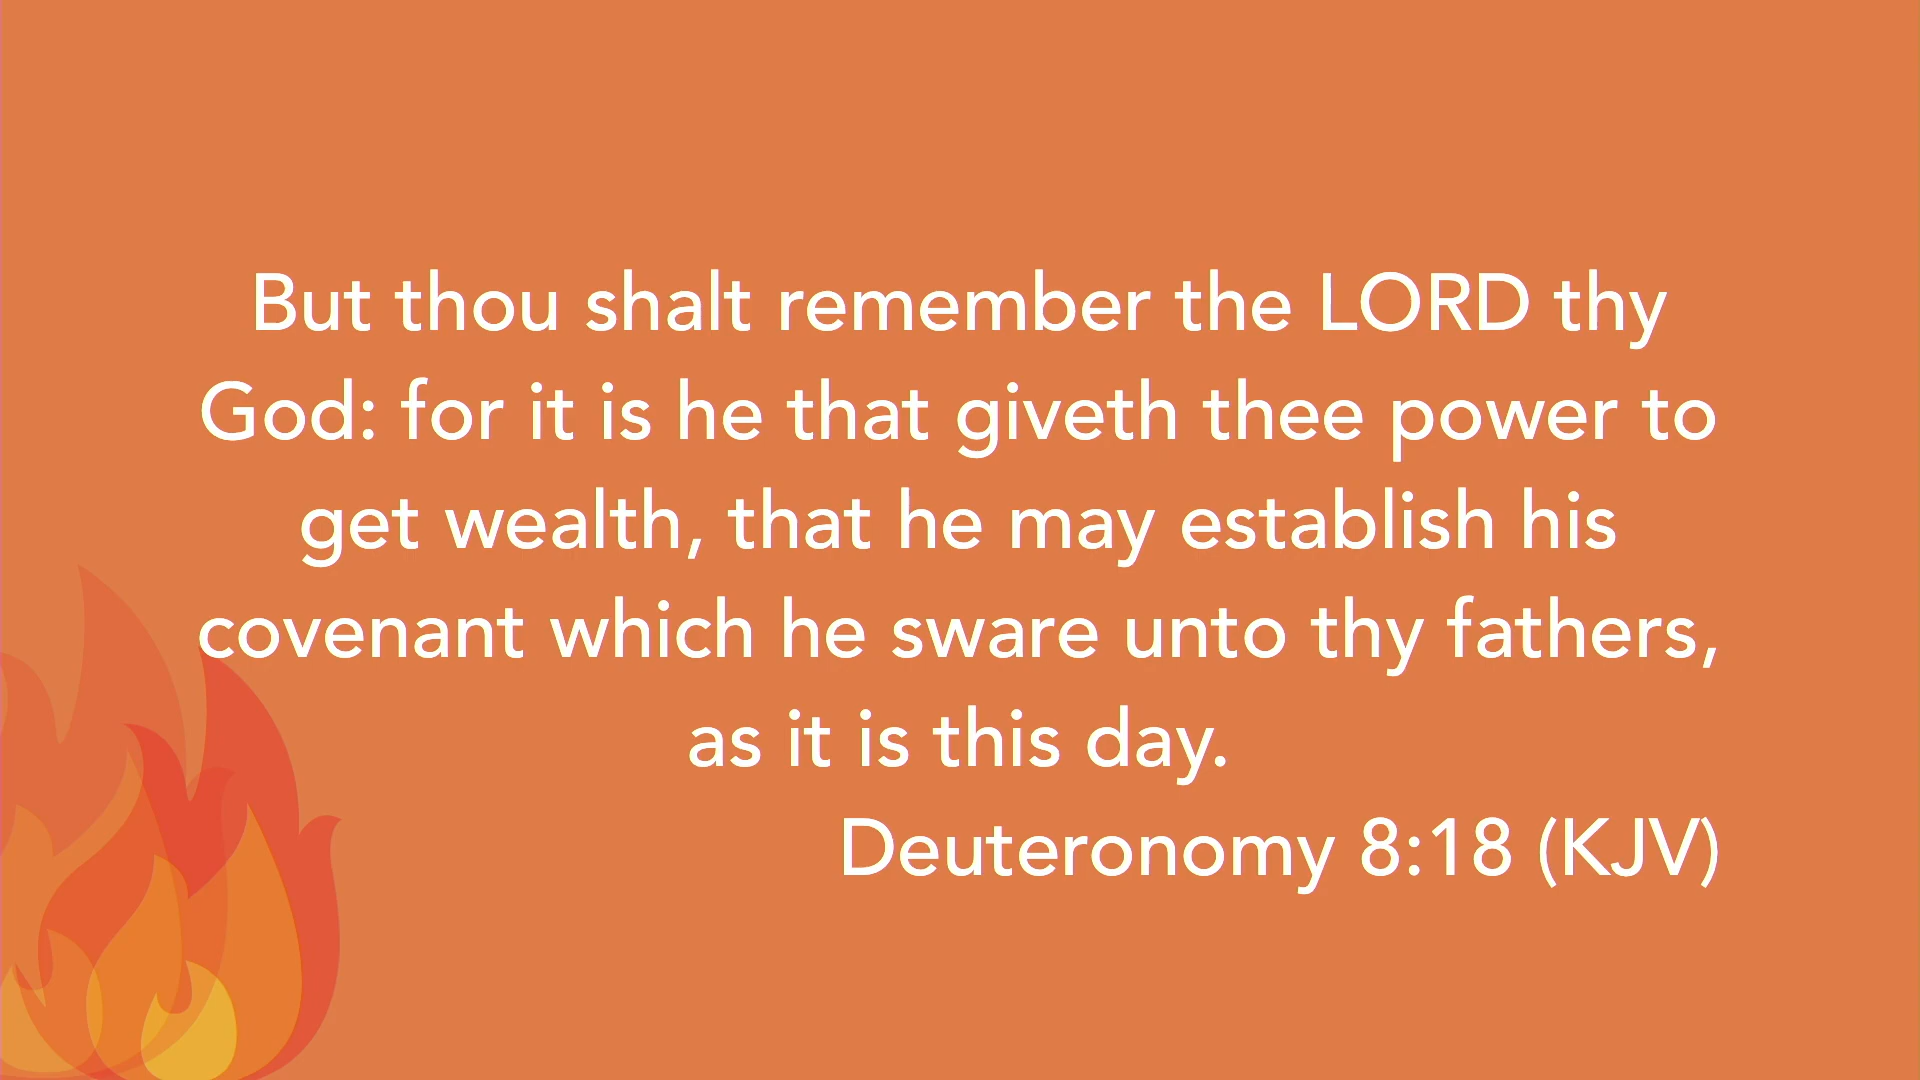 But thou shalt remember the LORD thy
God: for it is he that giveth thee power to
get wealth, that he may establish his
covenant which he sware unto thy fathers,
as it is this day.
Deuteronomy 8:18 (KJV)